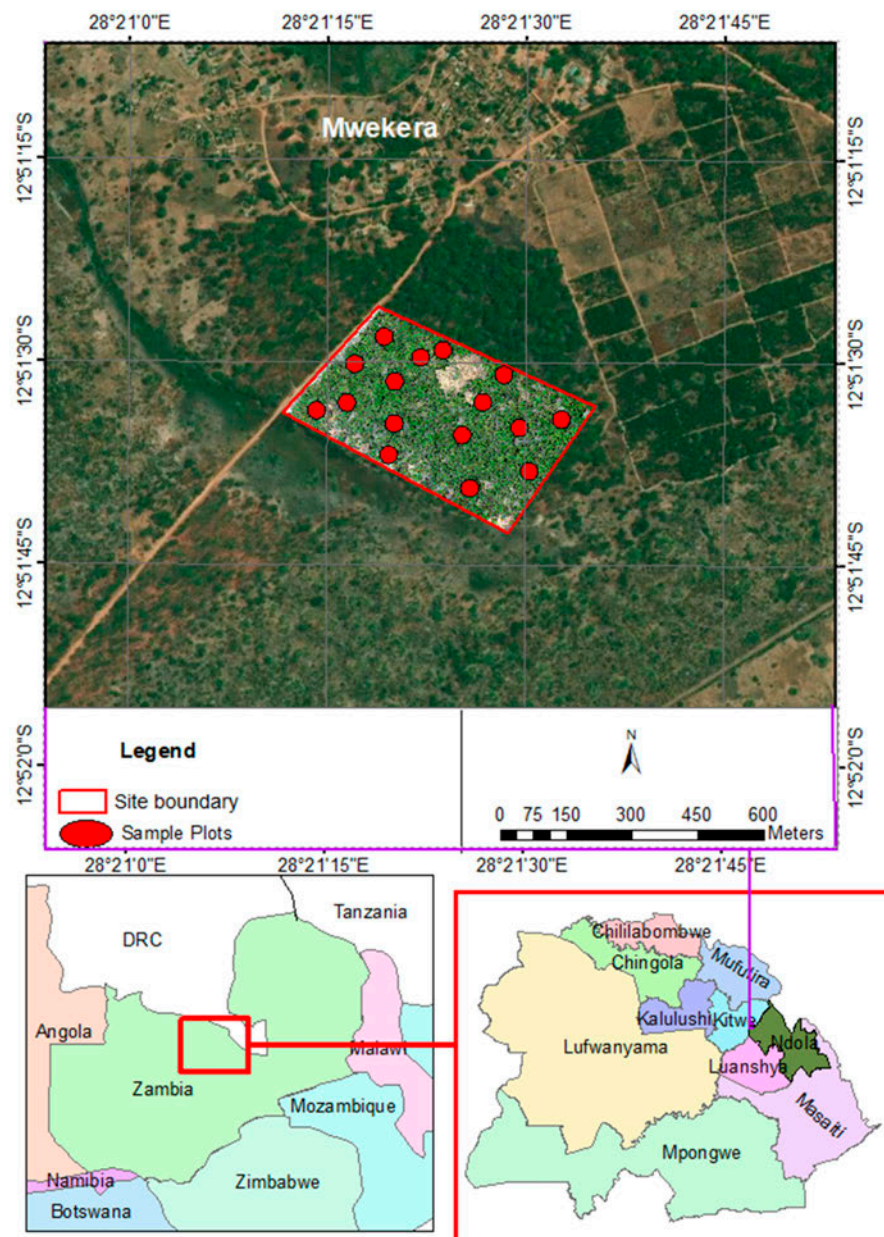 28°21'0"E 28°21'15"E 28°21'30"E 28°21'45"E
Mwekera
12°51'15"S 12°51'15"S
12°51'30"S 12°51'30"S
12°51'45"S 12°51'45"S
12°52'0"S 12°52'0"S
Legend
Site boundary
Sample Plots
N
0 75 150 300 450 600
Meters
28°21'0"E 28°21'15"E 28°21'30"E 28°21'45"E
DRC
Tanzania
Angola
Zambia
Malawi
Mozambique
Namibia
Zimbabwe
Botswana
Chililabombwe
Chingola
Mufulira
Kalulushi
Kitwe
Ndola
Lufwanyama
Luanshya
Masaiti
Mpongwe